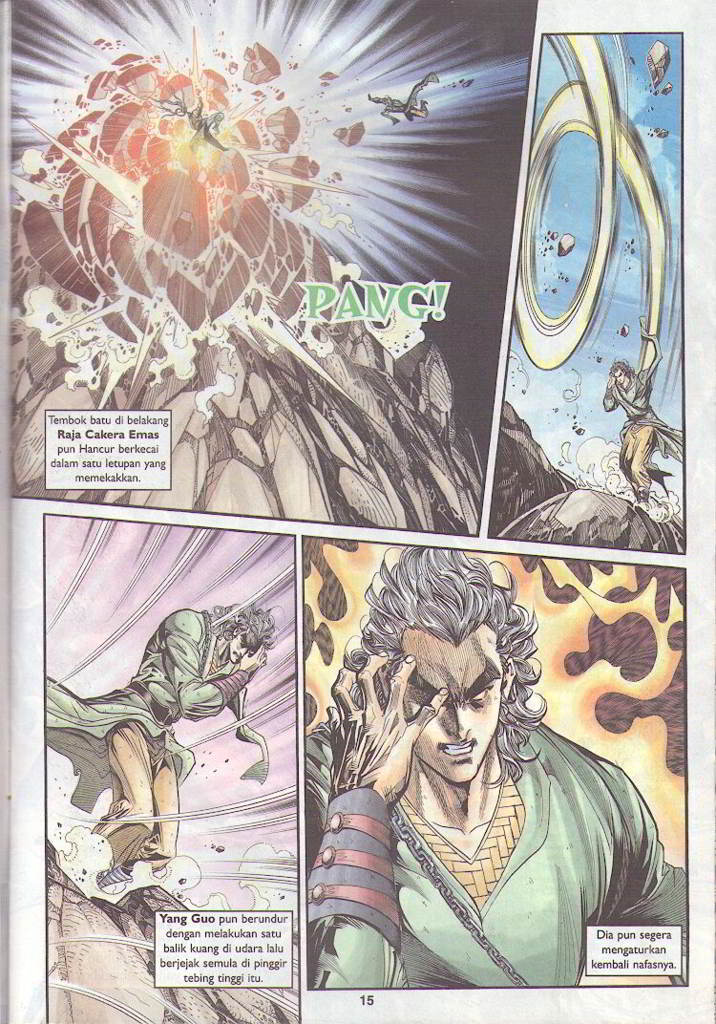 PANG!
Tembok batu di belakang
Raja Cakera Emas
pun Hancur berkecai
dalam satu letupan yang
memekakkan.
Yang Guo pun berundur
dengan melakukan satu
balik kuang di udara lalu
berjejak semula di pinggir
tebing tinggi itu.
Dia pun segera
mengaturkan
kembali nafasnya.
15